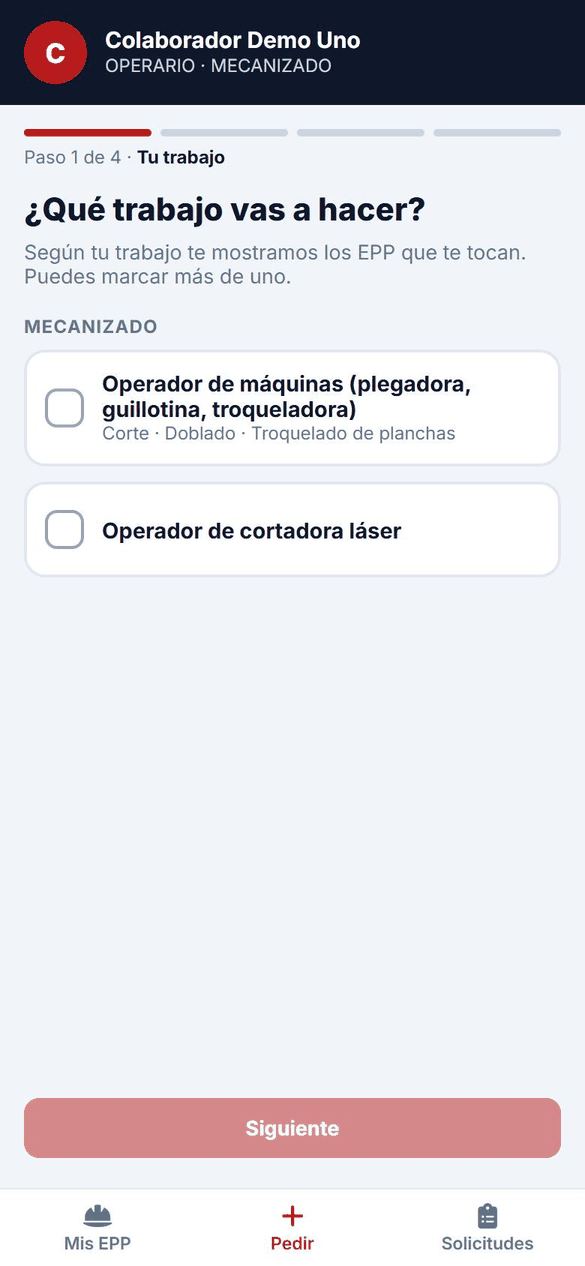 C
Colaborador Demo Uno
OPERARIO · MECANIZADO
Paso 1 de 4 · Tu trabajo
¿Qué trabajo vas a hacer?
Según tu trabajo te mostramos los EPP que te tocan.
Puedes marcar más de uno.
MECANIZADO
Operador de máquinas (plegadora,
guillotina, troqueladora)
Corte · Doblado · Troquelado de planchas
Operador de cortadora láser
Siguiente
Mis EPP
Pedir
Solicitudes